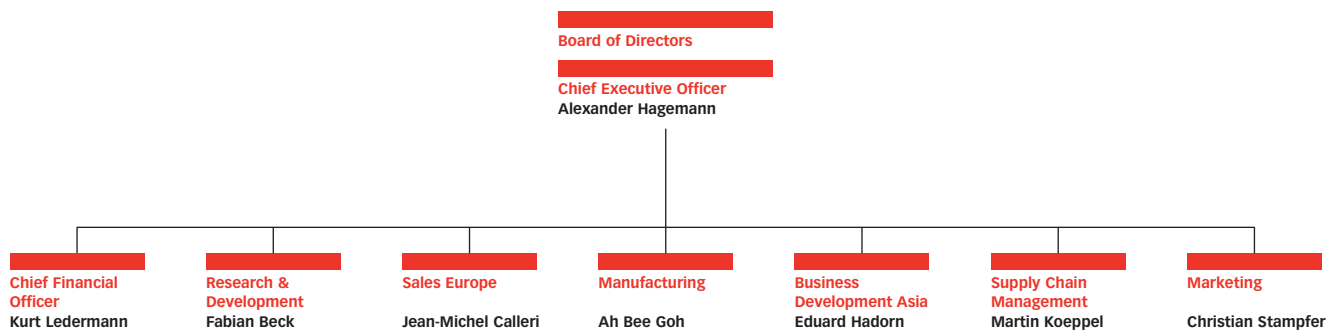 Board of Directors
Chief Executive Officer
Alexander Hagemann
Chief Financial
Officer
Kurt Ledermann
Research &
Development
Fabian Beck
Sales Europe
Jean-Michel Calleri
Manufacturing
Ah Bee Goh
Business
Development Asia
Eduard Hadorn
Supply Chain
Management
Martin Koeppel
Marketing
Christian Stampfer